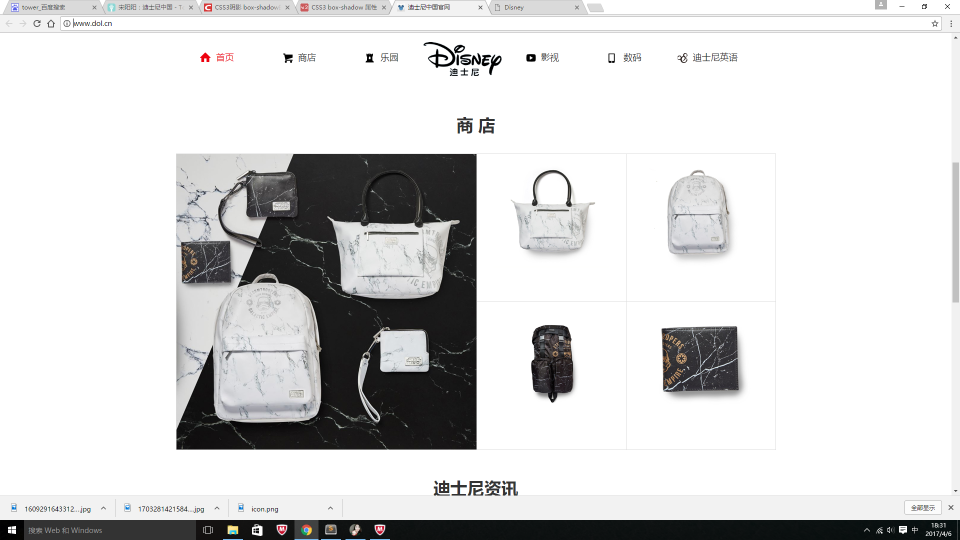 tower_百度搜索
宋阳阳：迪士尼中国 - To
CSS3阴影 box-shadow
CSS3 box-shadow 属性
迪士尼中国官网
Disney
www.dol.cn
首页
商店
乐园
Disney
迪士尼
影视
数码
迪士尼英语
商 店
迪士尼资讯
1609291643312....jpg
1703281421584....jpg
icon.png
全部显示
搜索 Web 和 Windows
中
18:31
2017/4/6